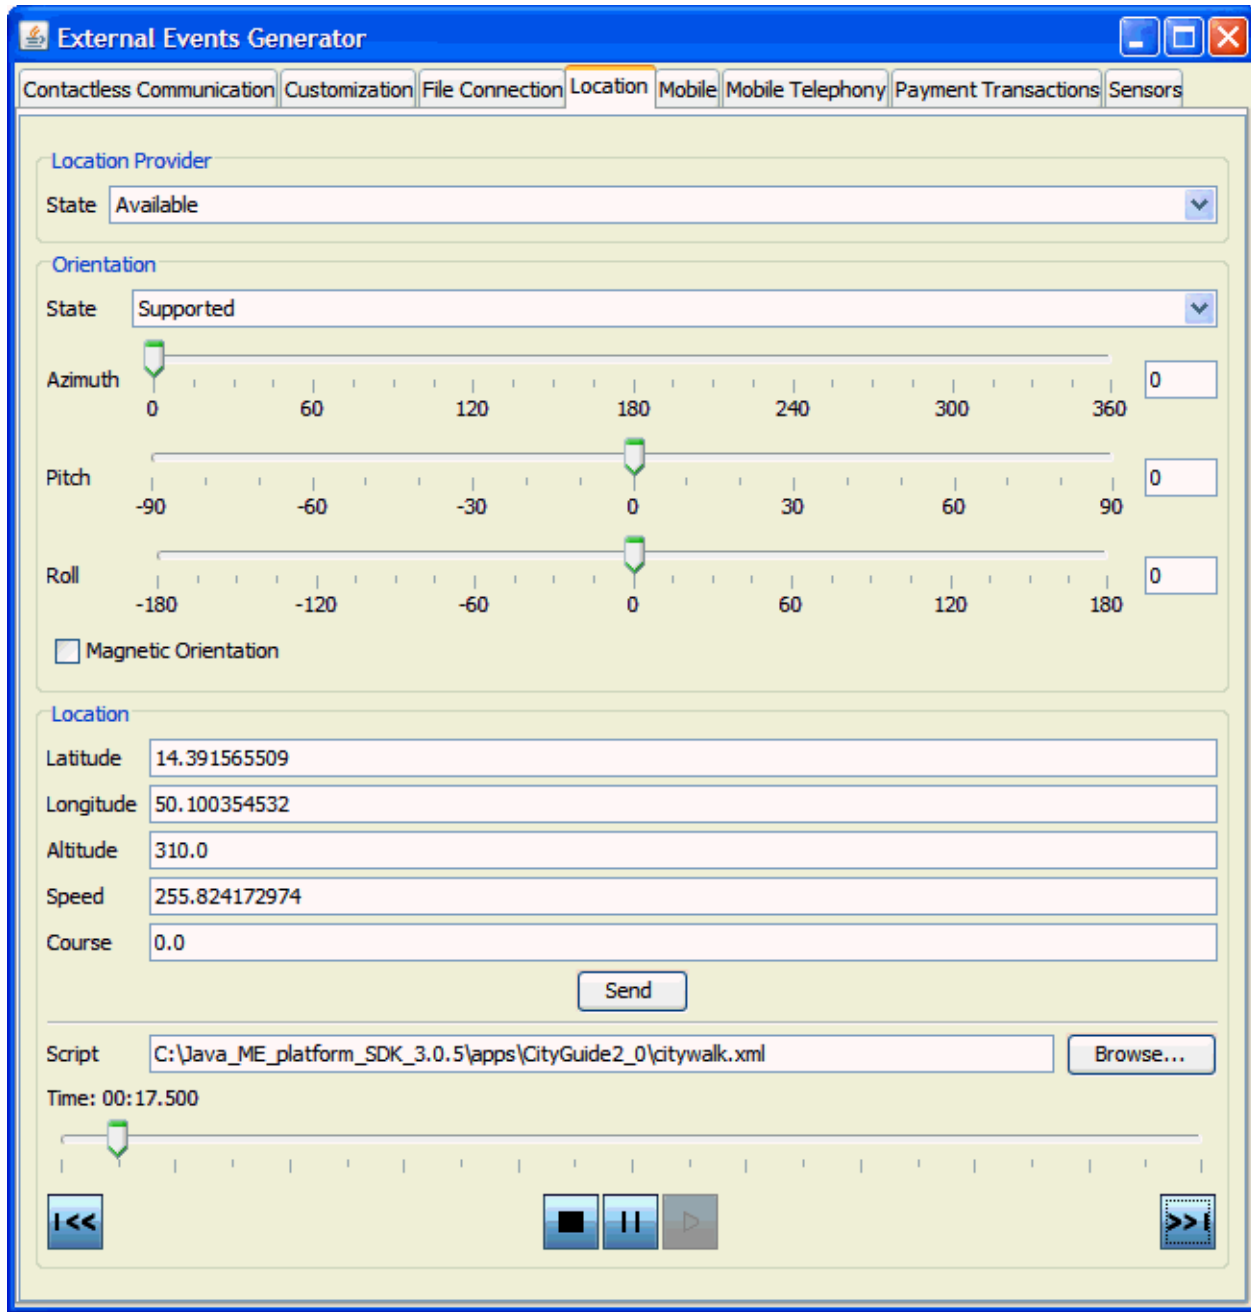 External Events Generator
Contactless Communication Customization File Connection Location Mobile Mobile Telephony Payment Transactions Sensors
Location Provider
State Available
Orientation
State Supported
Azimuth 0
0 60 120 180 240 300 360
Pitch 0
-90 -60 -30 0 30 60 90
Roll 0
-180 -120 -60 0 60 120 180
Magnetic Orientation
Location
Latitude 14.391565509
Longitude 50.100354532
Altitude 310.0
Speed 255.824172974
Course 0.0
Send
Script C:\Java_ME_platform_SDK_3.0.5\apps\CityGuide2_0\citywalk.xml Browse...
Time: 00:17.500
I<< >>I